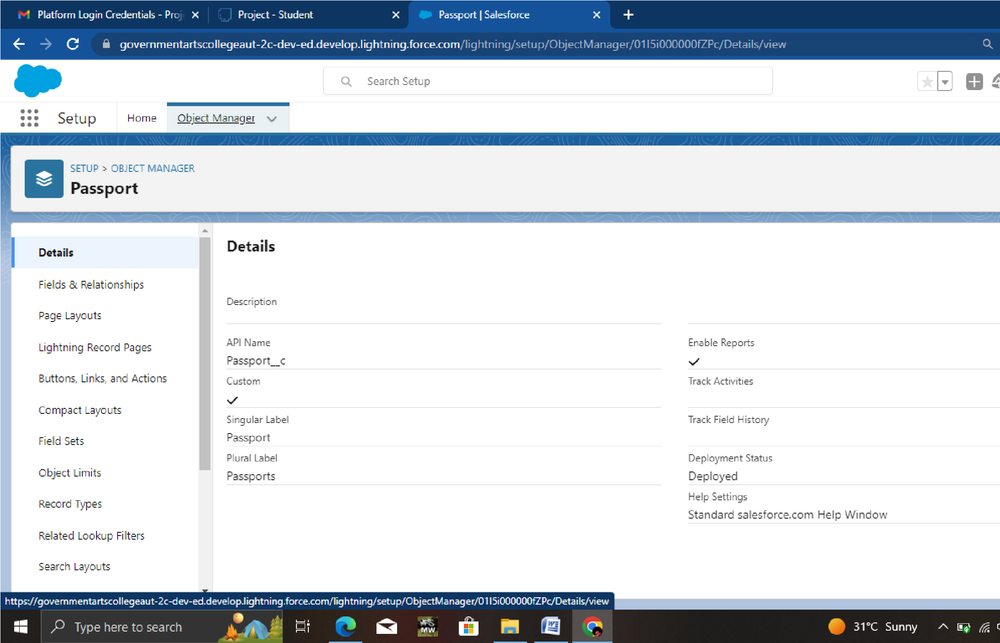 Platform Login Credentials - Proj
Project - Student
Passport | Salesforce
governmentartscollegeaut-2c-dev-ed.develop.lightning.force.com/lightning/setup/ObjectManager/01I5i000000fZPc/Details/view
Search Setup
Setup
Home
Object Manager
SETUP > OBJECT MANAGER
Passport
Details
Fields & Relationships
Page Layouts
Lightning Record Pages
Buttons, Links, and Actions
Compact Layouts
Field Sets
Object Limits
Record Types
Related Lookup Filters
Search Layouts
Details
Description
API Name
Passport__c
Custom
Singular Label
Passport
Plural Label
Passports
Enable Reports
Track Activities
Track Field History
Deployment Status
Deployed
Help Settings
Standard salesforce.com Help Window
https://governmentartscollegeaut-2c-dev-ed.develop.lightning.force.com/lightning/setup/ObjectManager/01I5i000000fZPc/Details/view
Type here to search
MW
31°C Sunny